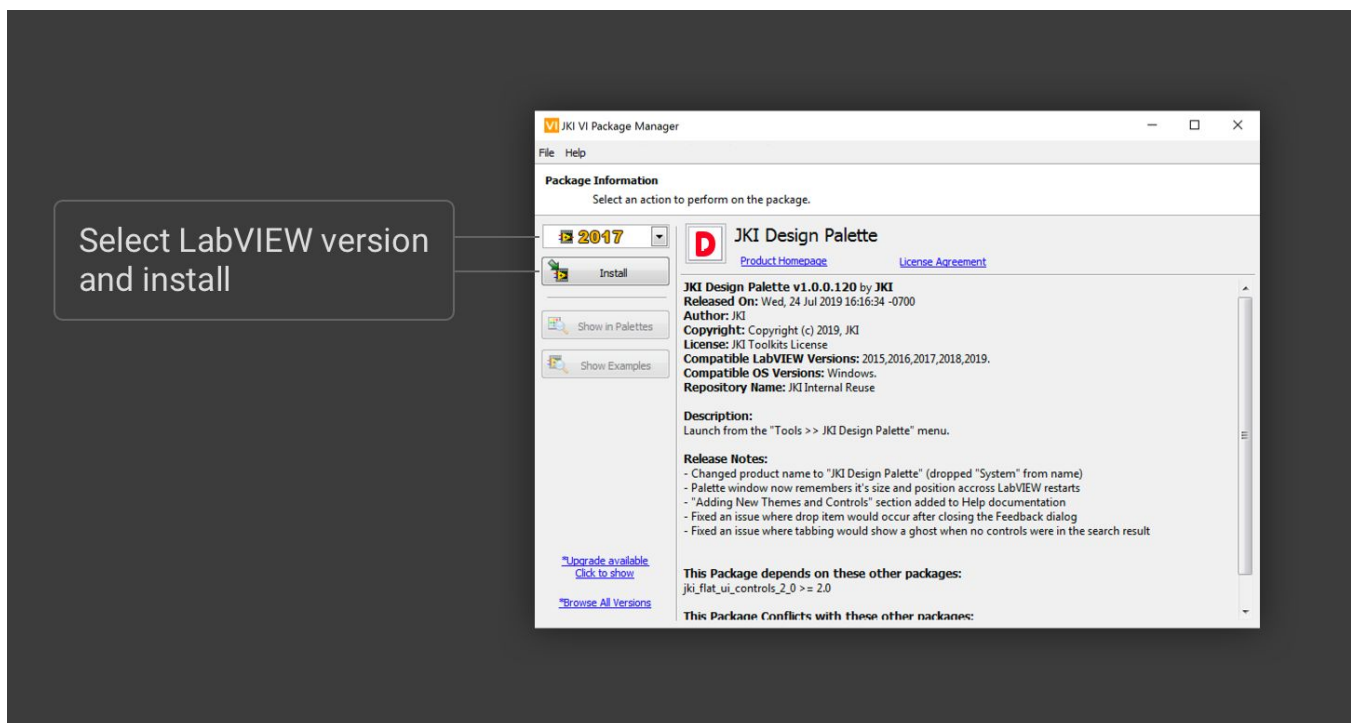 Select LabVIEW version
and install
VI JKI VI Package Manager
File Help
Package Information
Select an action to perform on the package.
2017
Install
Show in Palettes
Show Examples
*Upgrade available
Click to show
*Browse All Versions
D
JKI Design Palette
Product Homepage License Agreement
JKI Design Palette v1.0.0.120 by JKI
Released On: Wed, 24 Jul 2019 16:16:34 -0700
Author: JKI
Copyright: Copyright (c) 2019, JKI
License: JKI Toolkits License
Compatible LabVIEW Versions: 2015,2016,2017,2018,2019.
Compatible OS Versions: Windows.
Repository Name: JKI Internal Reuse
Description:
Launch from the "Tools >> JKI Design Palette" menu.
Release Notes:
- Changed product name to "JKI Design Palette" (dropped "System" from name)
- Palette window now remembers it's size and position accross LabVIEW restarts
- "Adding New Themes and Controls" section added to Help documentation
- Fixed an issue where drop item would occur after closing the Feedback dialog
- Fixed an issue where tabbing would show a ghost when no controls were in the search result
This Package depends on these other packages:
jki_flat_ui_controls_2_0 >= 2.0
This Package Conflicts with these other packages: